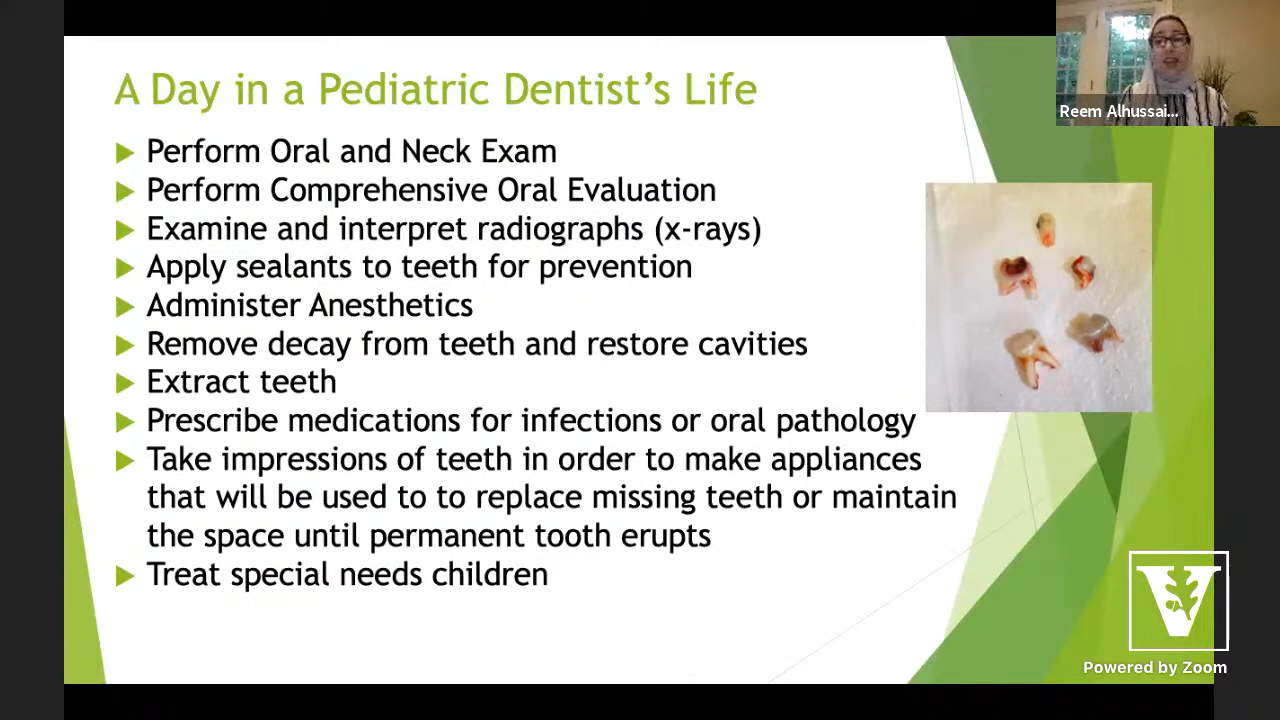 A Day in a Pediatric Dentist's Life
Perform Oral and Neck Exam
Perform Comprehensive Oral Evaluation
Examine and interpret radiographs (x-rays)
Apply sealants to teeth for prevention
Administer Anesthetics
Remove decay from teeth and restore cavities
Extract teeth
Prescribe medications for infections or oral pathology
Take impressions of teeth in order to make appliances
that will be used to to replace missing teeth or maintain
the space until permanent tooth erupts
Treat special needs children
Reem Alhussai...
V
Powered by Zoom